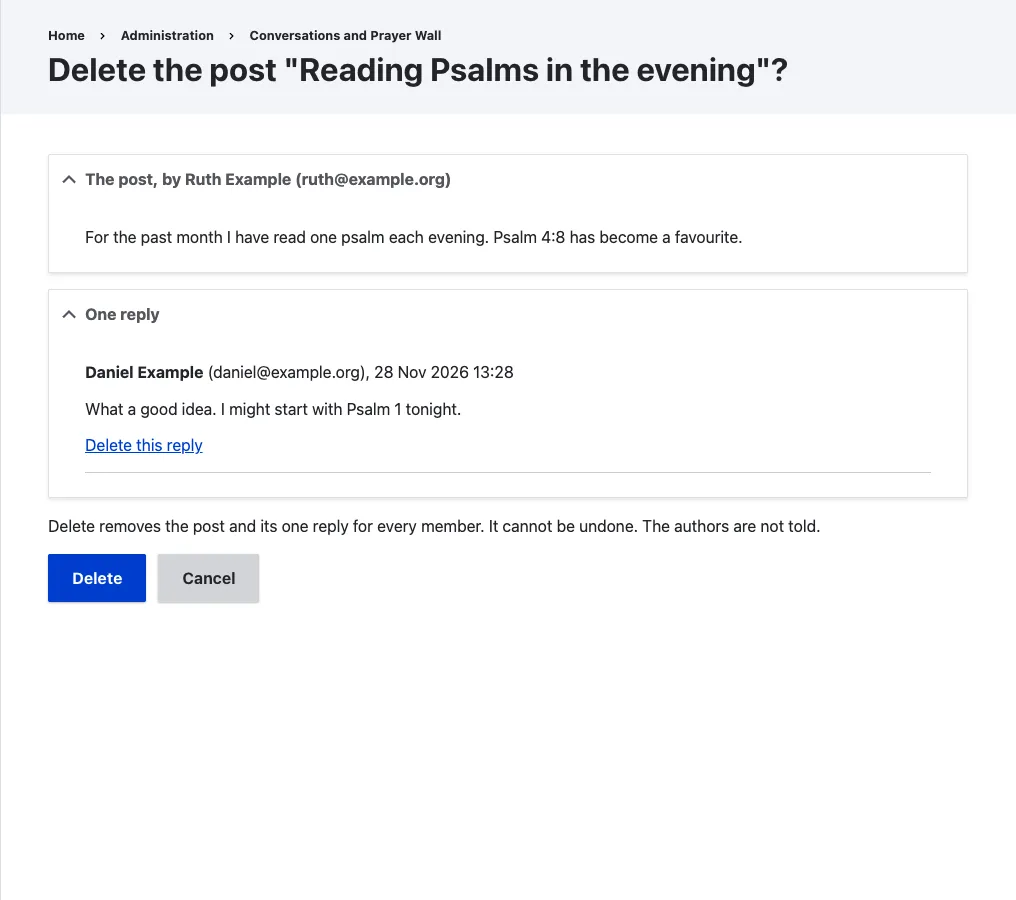 Home › Administration › Conversations and Prayer Wall
Delete the post "Reading Psalms in the evening"?
The post, by Ruth Example (ruth@example.org)
For the past month I have read one psalm each evening. Psalm 4:8 has become a favourite.
One reply
Daniel Example (daniel@example.org), 28 Nov 2026 13:28
What a good idea. I might start with Psalm 1 tonight.
Delete this reply
Delete removes the post and its one reply for every member. It cannot be undone. The authors are not told.
Delete Cancel